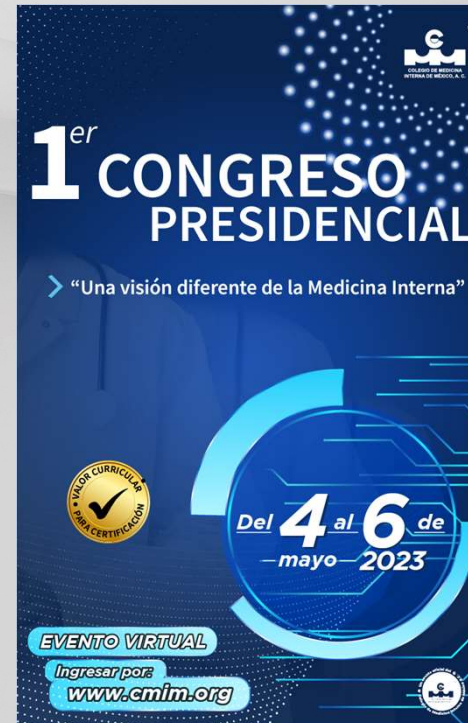 COLEGIO DE MEDICINA
INTERNA DE MÉXICO, A. C.
1er
CONGRESO
PRESIDENCIAL
“Una visión diferente de la Medicina Interna”
VALOR CURRICULAR
PARA CERTIFICACIÓN
Del 4 al 6 de
mayo 2023
EVENTO VIRTUAL
Ingresar por:
www.cmim.org